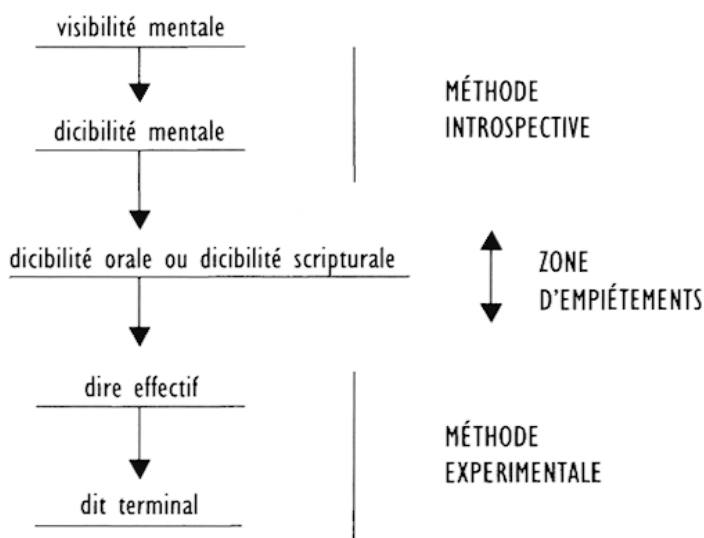 visibilité mentale
MÉTHODE
INTROSPECTIVE
dicibilité mentale
dicibilité orale ou dicibilité scripturale
ZONE
D'EMPIÉTEMENTS
dire effectif
MÉTHODE
EXPERIMENTALE
dit terminal